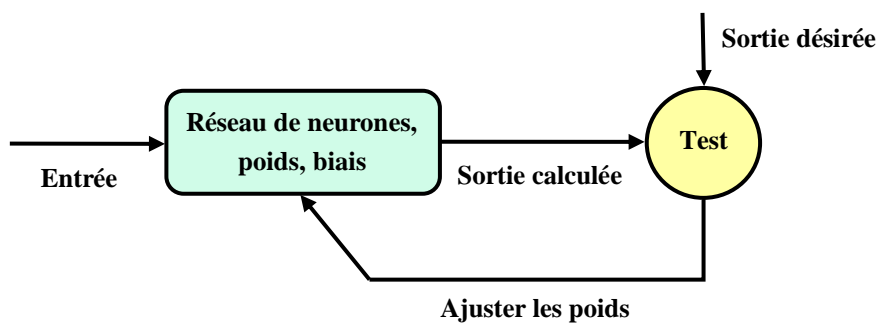 Sortie désirée
Réseau de neurones,
poids, biais
Test
Entrée
Sortie calculée
Ajuster les poids